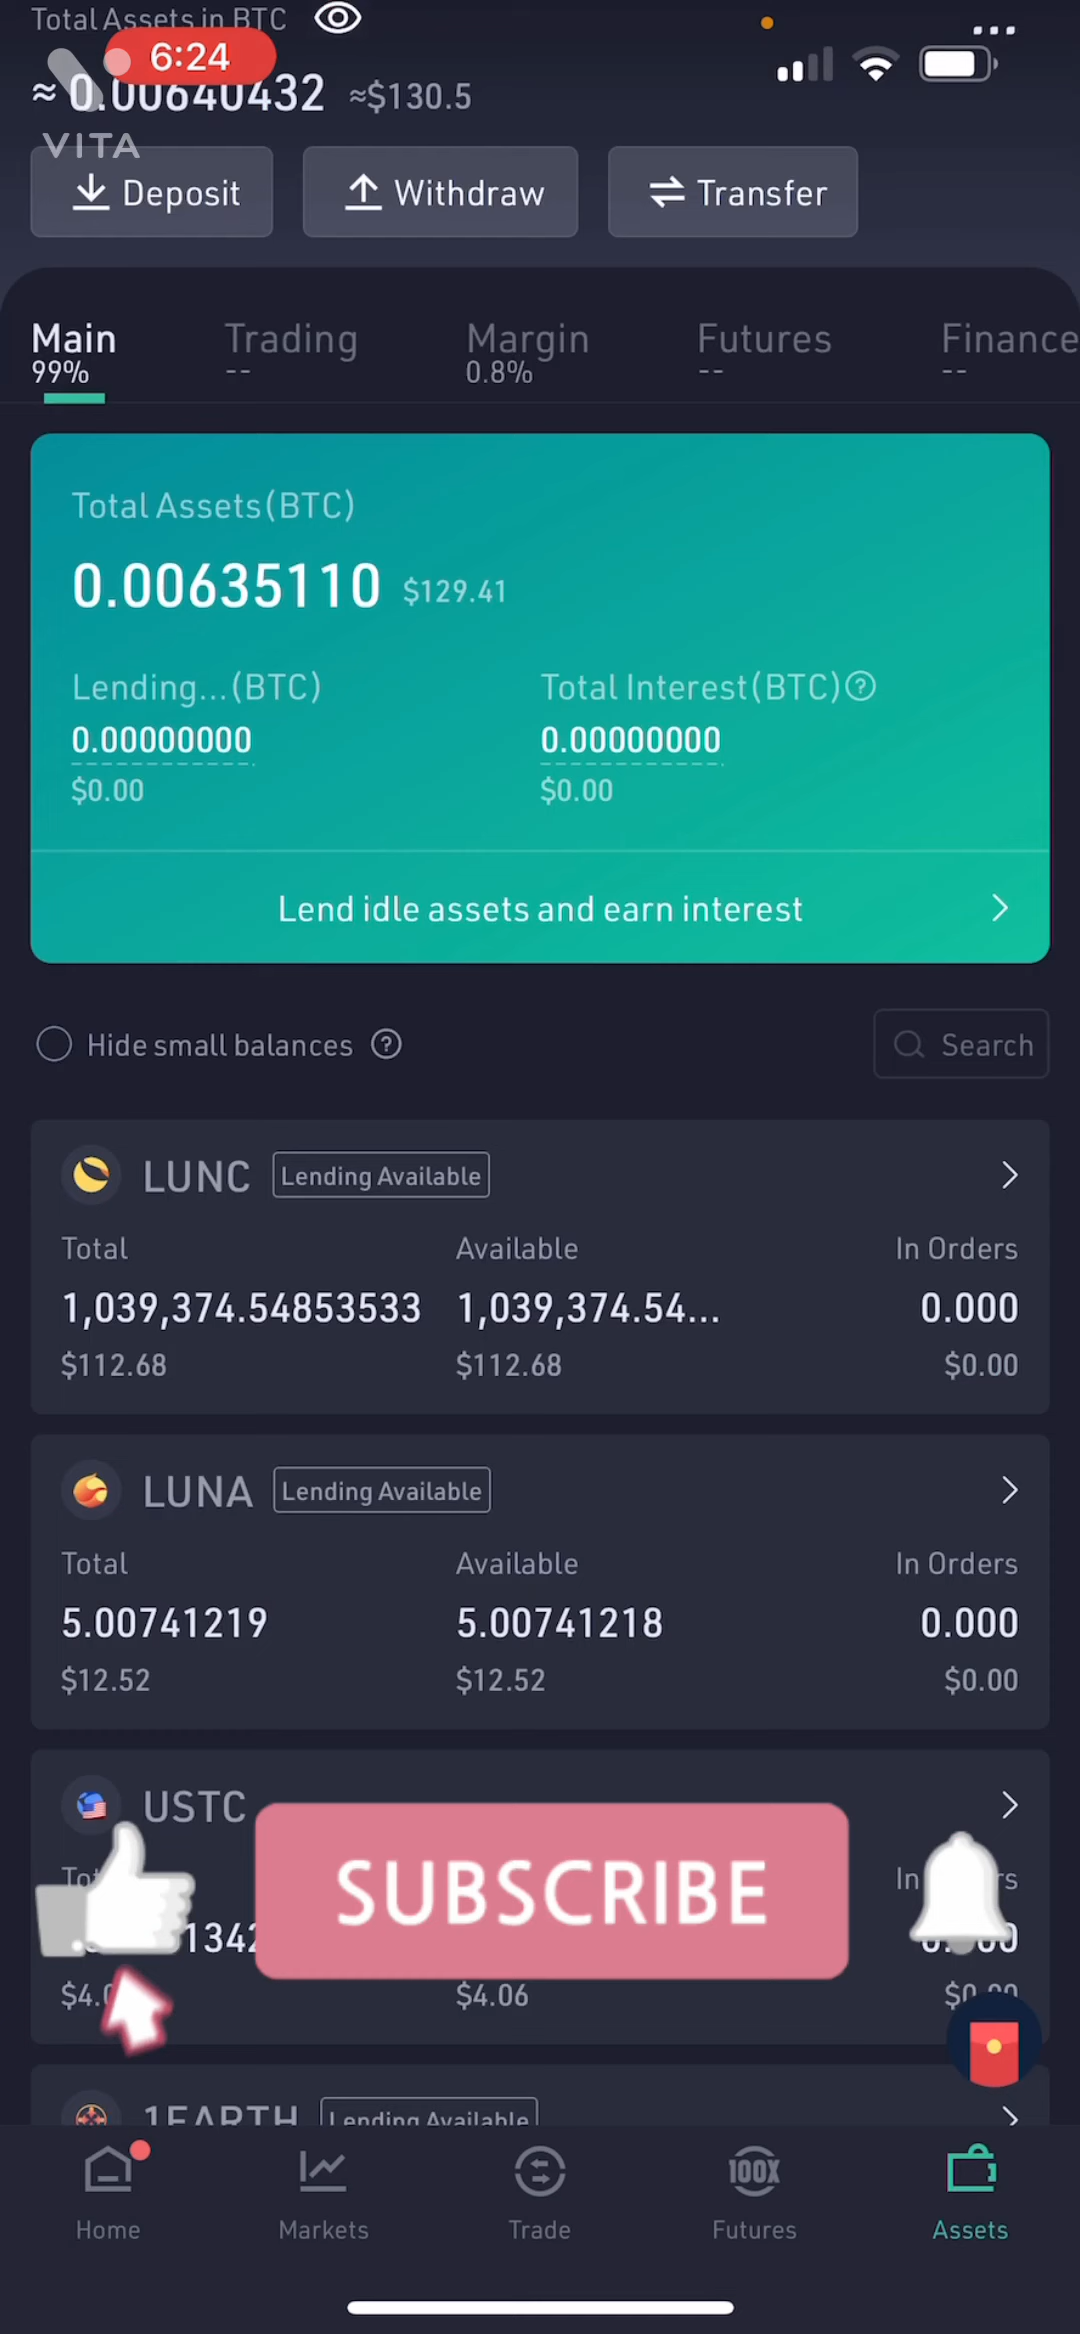 Total Assets in BTC
6:24
≈ 0.00640432 ≈$130.5
VITA
Deposit Withdraw Transfer
Main Trading Margin Futures Finance
99% -- 0.8% -- --
Total Assets(BTC)
0.00635110 $129.41
Lending...(BTC) Total Interest(BTC)
0.00000000 0.00000000
$0.00 $0.00
Lend idle assets and earn interest
Hide small balances Search
LUNC Lending Available
Total Available In Orders
1,039,374.54853533 1,039,374.54... 0.000
$112.68 $112.68 $0.00
LUNA Lending Available
Total Available In Orders
5.00741219 5.00741218 0.000
$12.52 $12.52 $0.00
USTC
SUBSCRIBE
$4.06 $0.00
1EARTH Lending Available
100X
Home Markets Trade Futures Assets